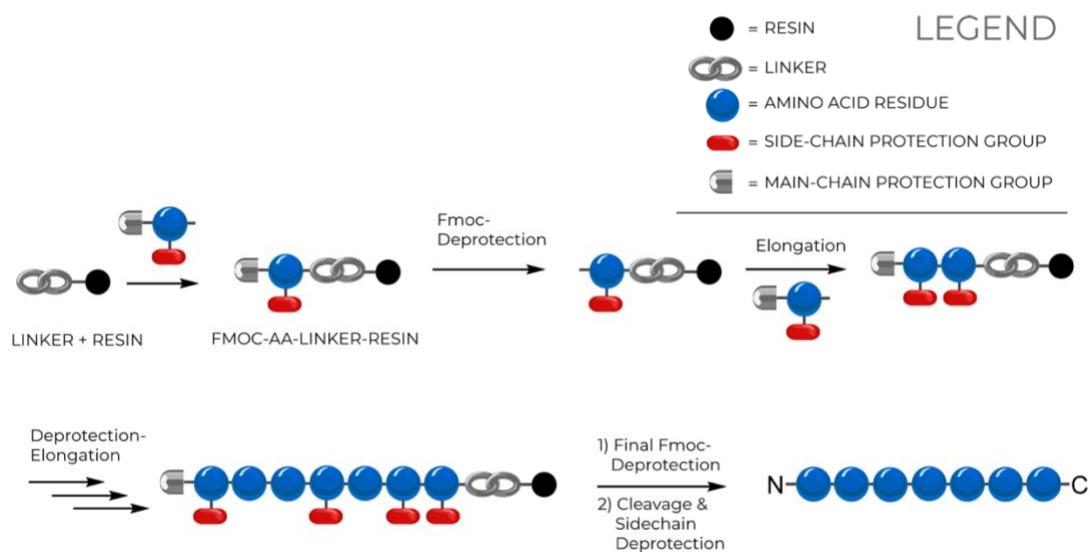 LEGEND
= RESIN
= LINKER
= AMINO ACID RESIDUE
= SIDE-CHAIN PROTECTION GROUP
= MAIN-CHAIN PROTECTION GROUP
Fmoc-
Deprotection
Elongation
LINKER + RESIN
FMOC-AA-LINKER-RESIN
Deprotection-
Elongation
1) Final Fmoc-
Deprotection
2) Cleavage &
Sidechain
Deprotection
N
C